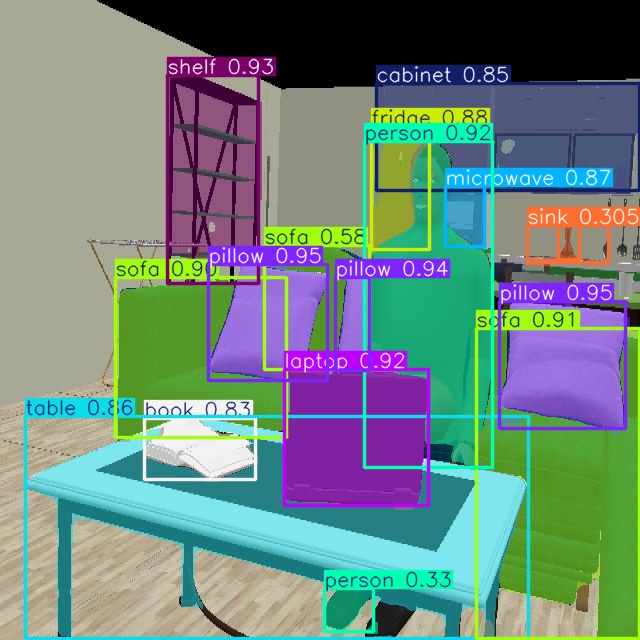 shelf 0.93
cabinet 0.85
fridge 0.88
person 0.92
microwave 0.87
sink 0.305
sofa 0.58
pillow 0.95
sofa 0.90
pillow 0.94
pillow 0.95
sofa 0.91
laptop 0.92
table 0.86
book 0.83
person 0.33